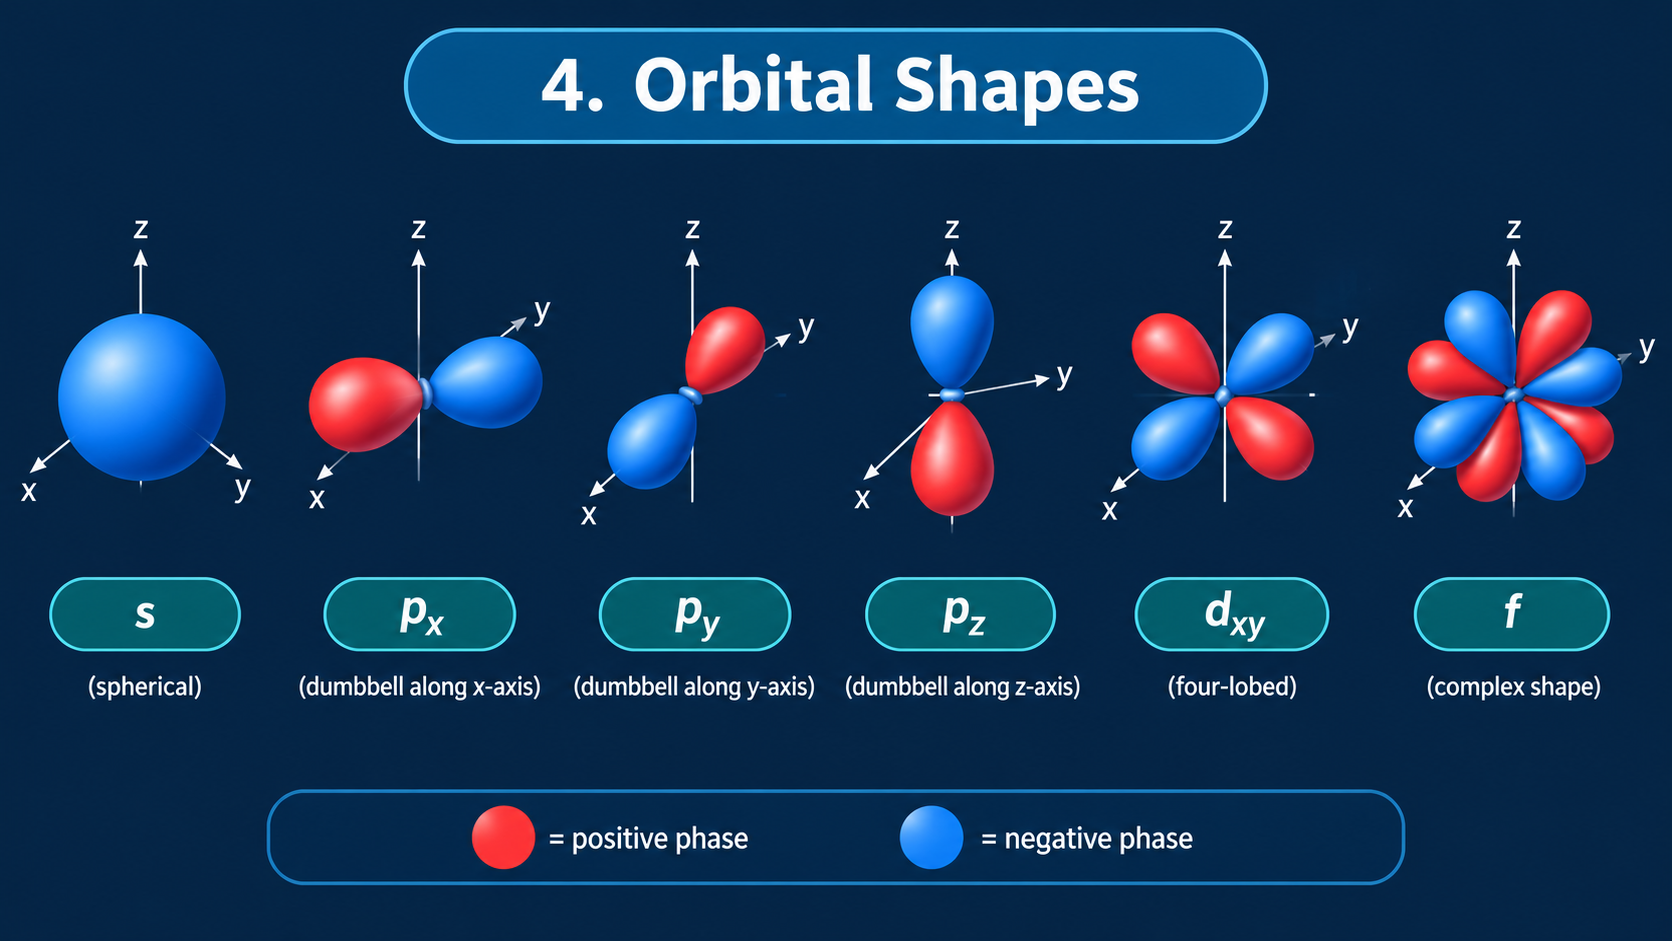 4. Orbital Shapes
z
x
y
z
y
x
z
y
x
z
y
x
z
y
x
z
y
x
s
px
py
pz
dxy
f
(spherical)
(dumbbell along x-axis)
(dumbbell along y-axis)
(dumbbell along z-axis)
(four-lobed)
(complex shape)
= positive phase
= negative phase